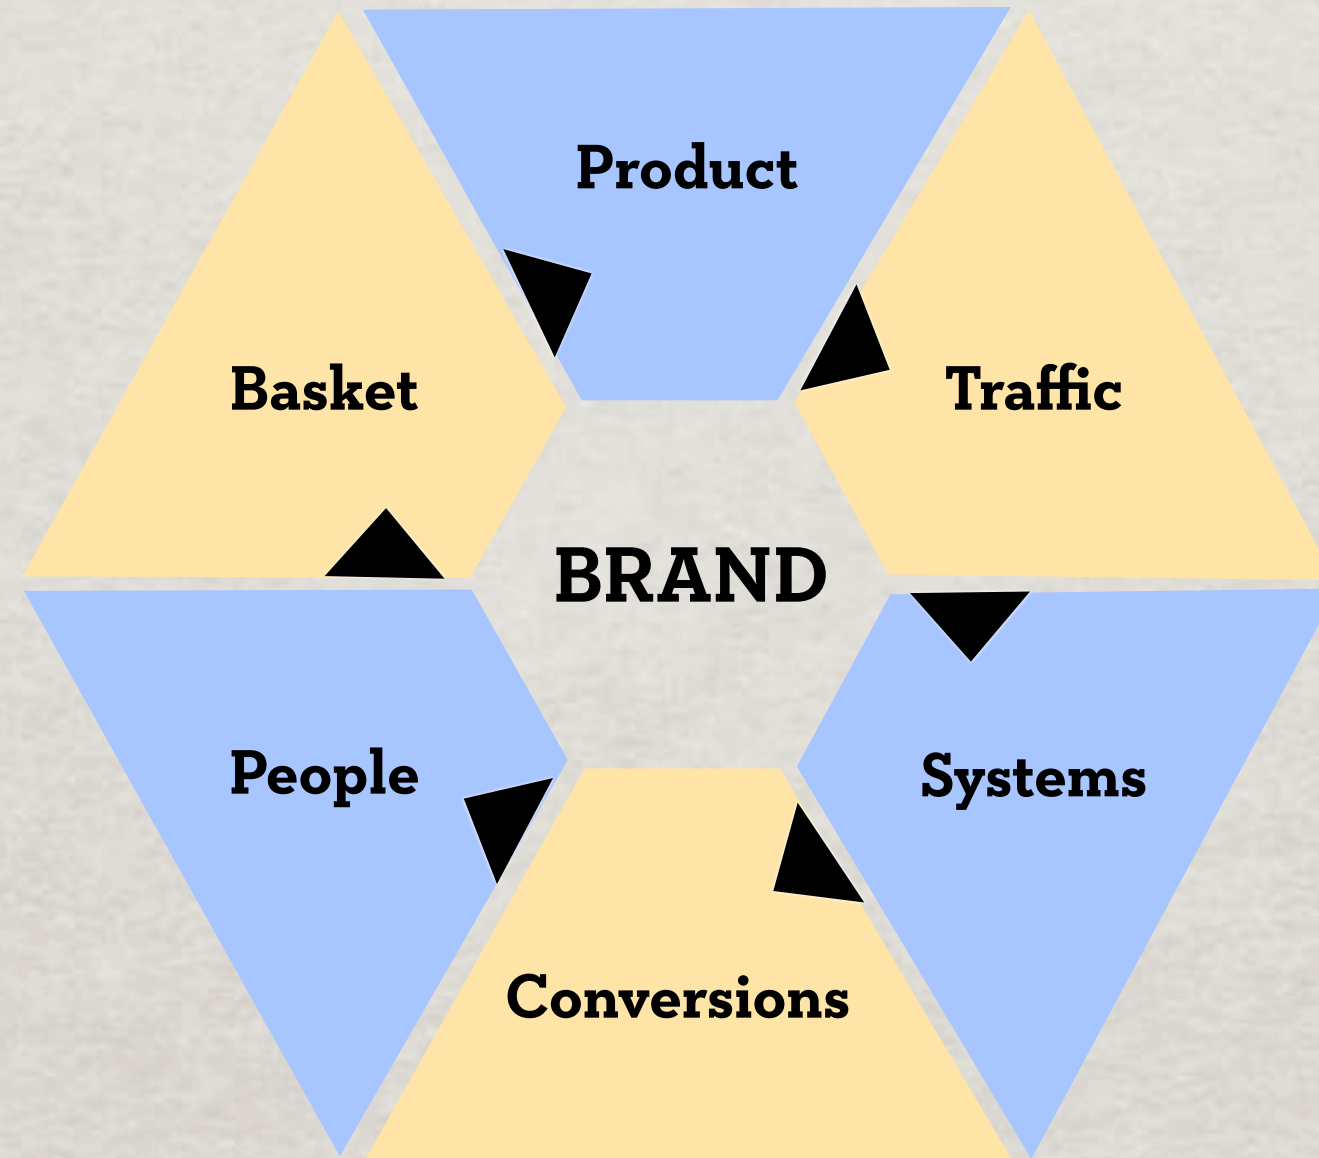 Product
Basket
Traffic
BRAND
People
Systems
Conversions